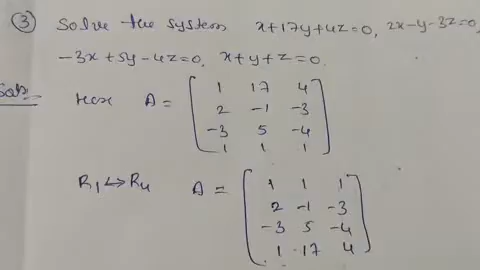 ③ Solve the system x+17y+4z=0, 2x-y-3z=0,
-3x+5y-4z=0, x+y+z=0.
Soln: Here A = [ 1 17 4
2 -1 -3
-3 5 -4
1 1 1 ]
R1↔R4 A = [ 1 1 1
2 -1 -3
-3 5 -4
1 17 4 ]